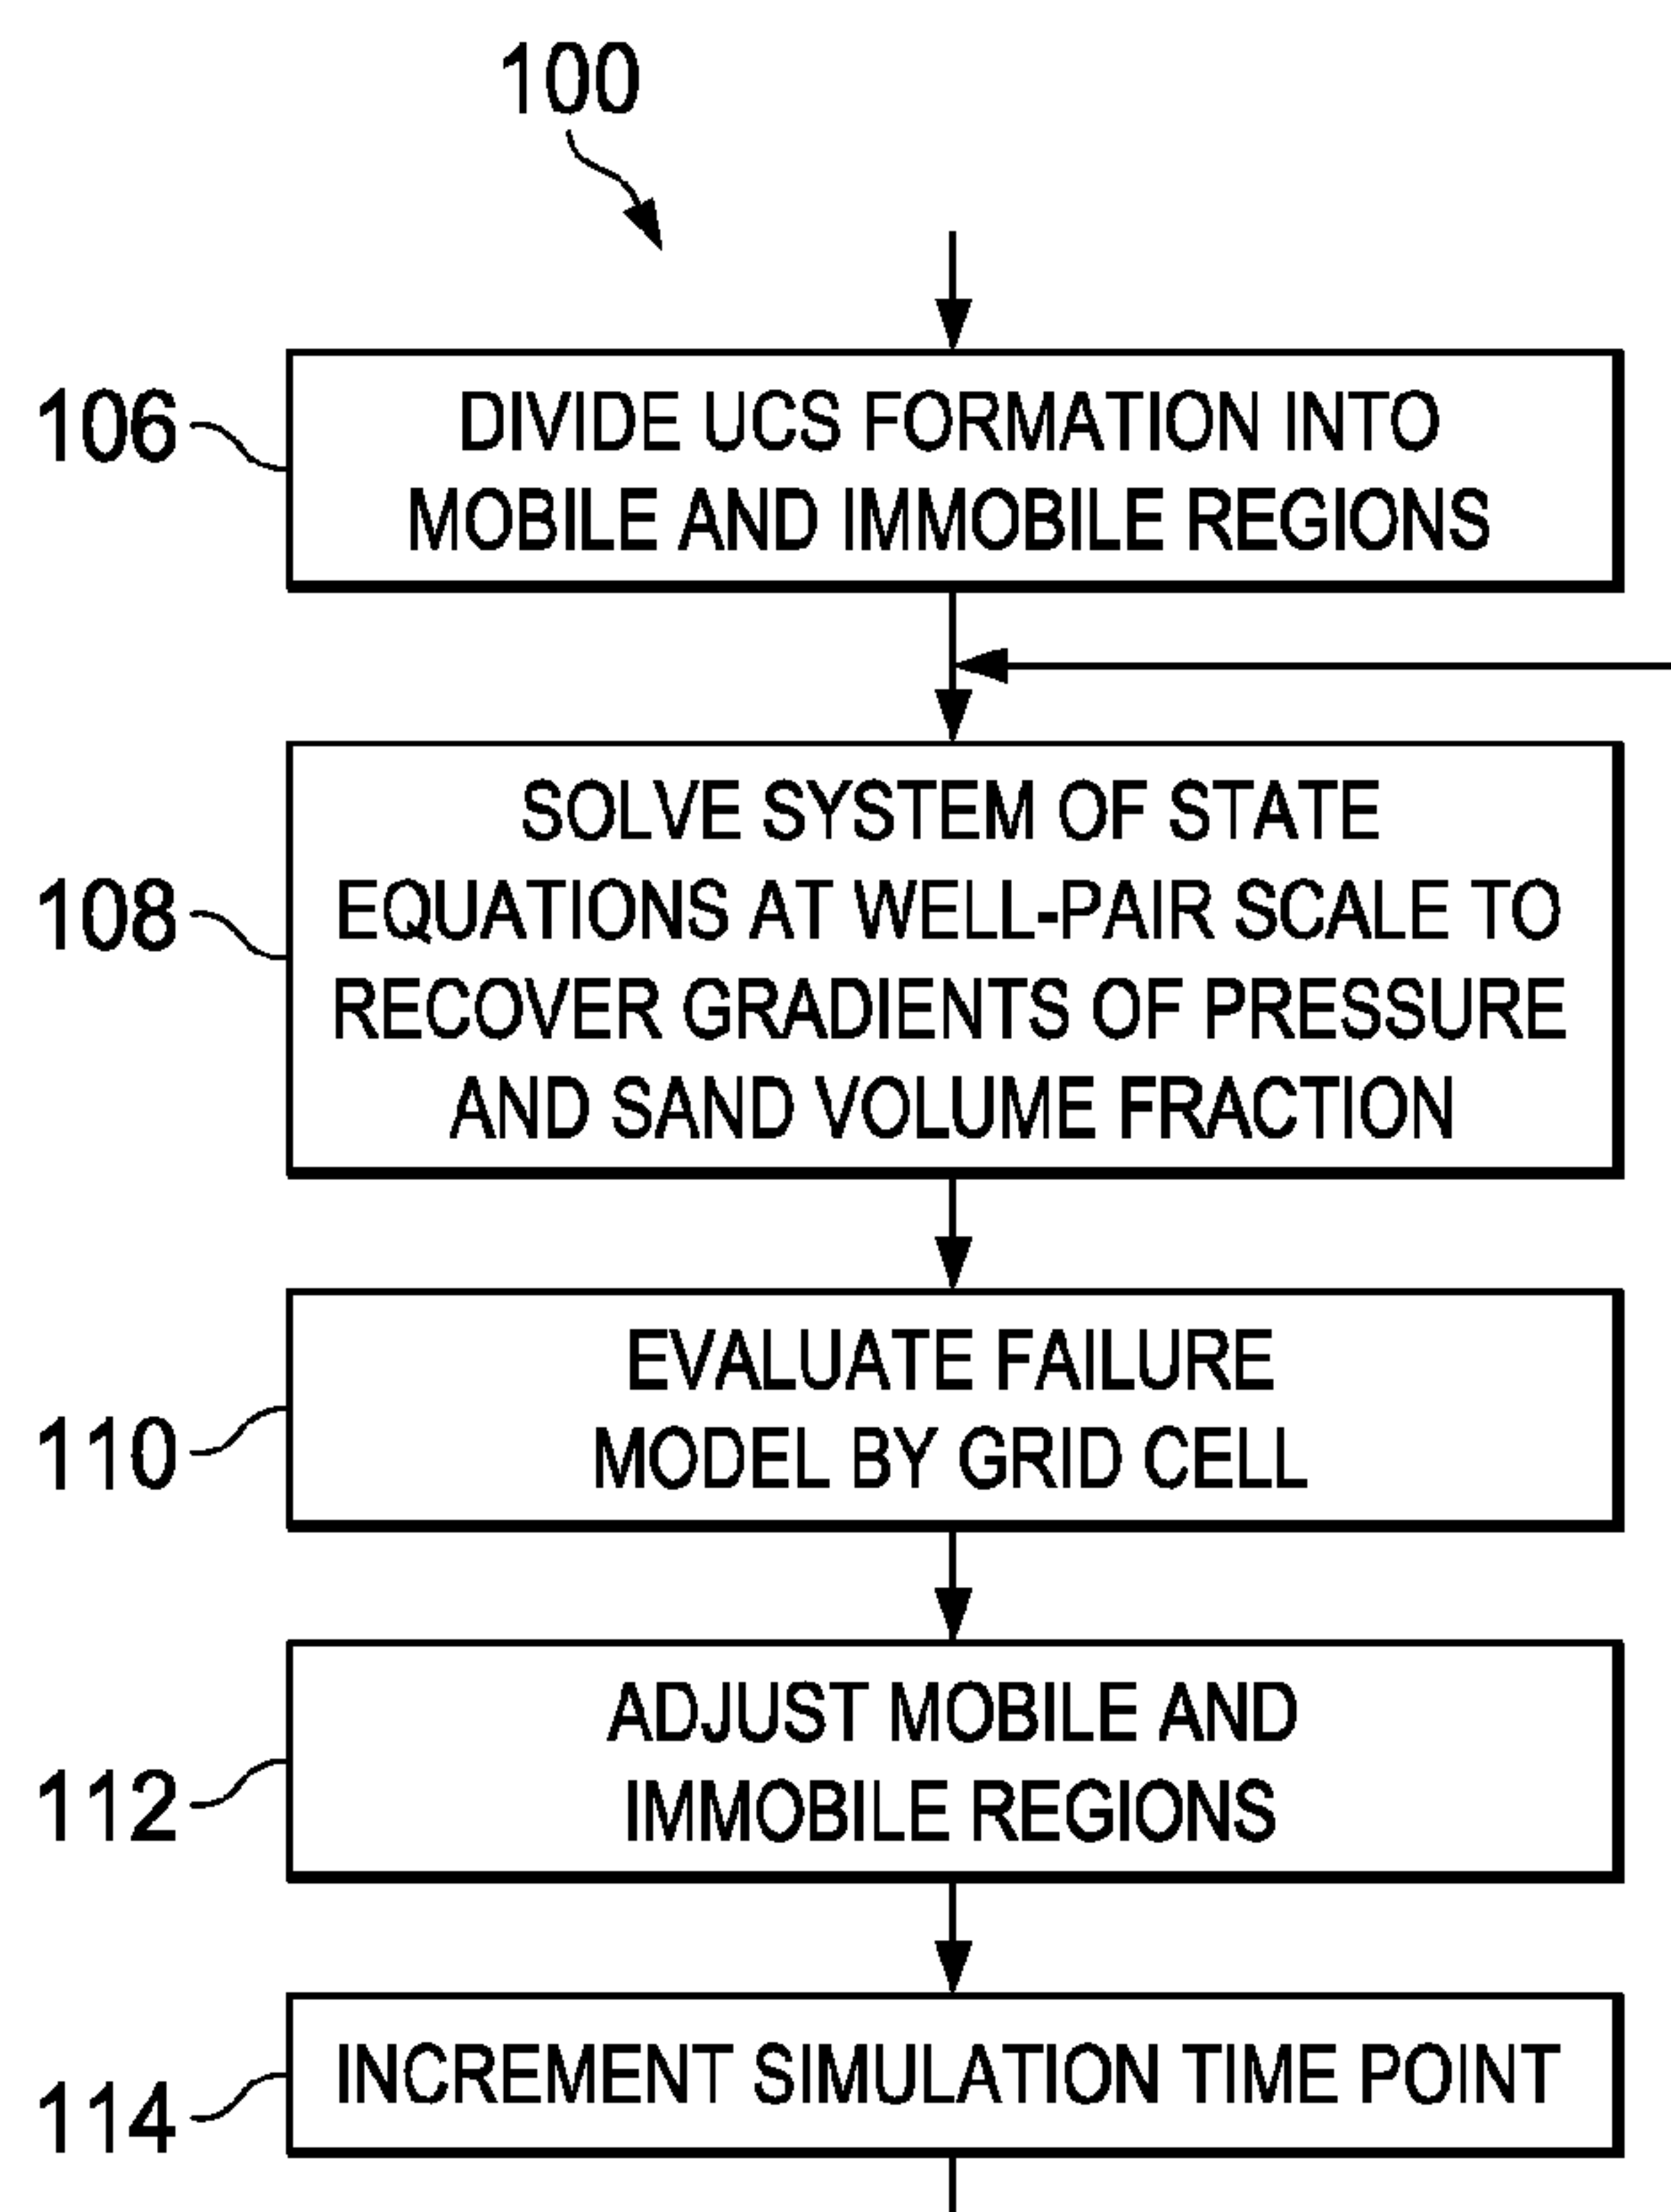 100
106
DIVIDE UCS FORMATION INTO
MOBILE AND IMMOBILE REGIONS
108
SOLVE SYSTEM OF STATE
EQUATIONS AT WELL-PAIR SCALE TO
RECOVER GRADIENTS OF PRESSURE
AND SAND VOLUME FRACTION
110
EVALUATE FAILURE
MODEL BY GRID CELL
112
ADJUST MOBILE AND
IMMOBILE REGIONS
114
INCREMENT SIMULATION TIME POINT